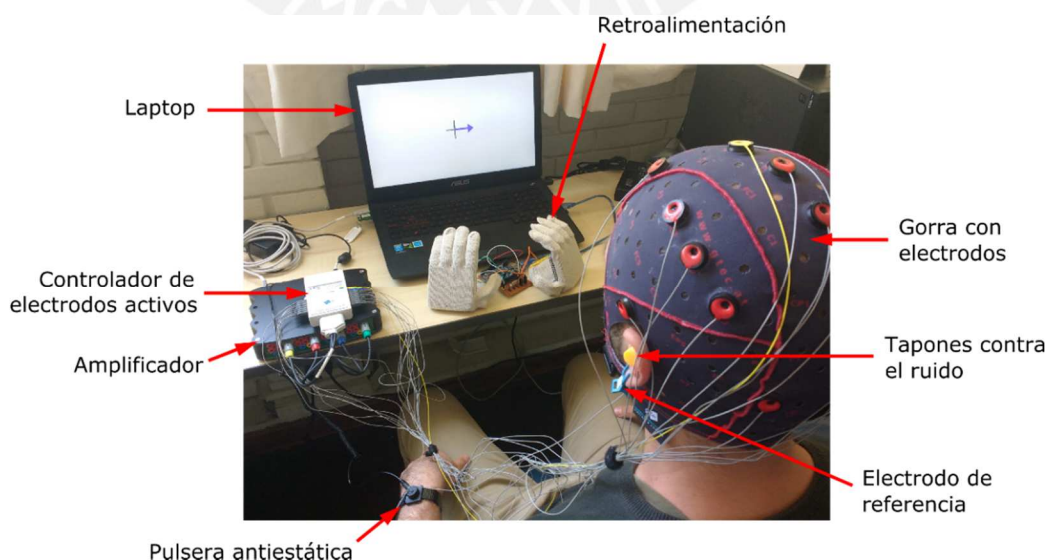 Retroalimentación
Laptop
Gorra con
electrodos
Controlador de
electrodos activos
Amplificador
Tapones contra
el ruido
Electrodo de
referencia
Pulsera antiestática
ASUS